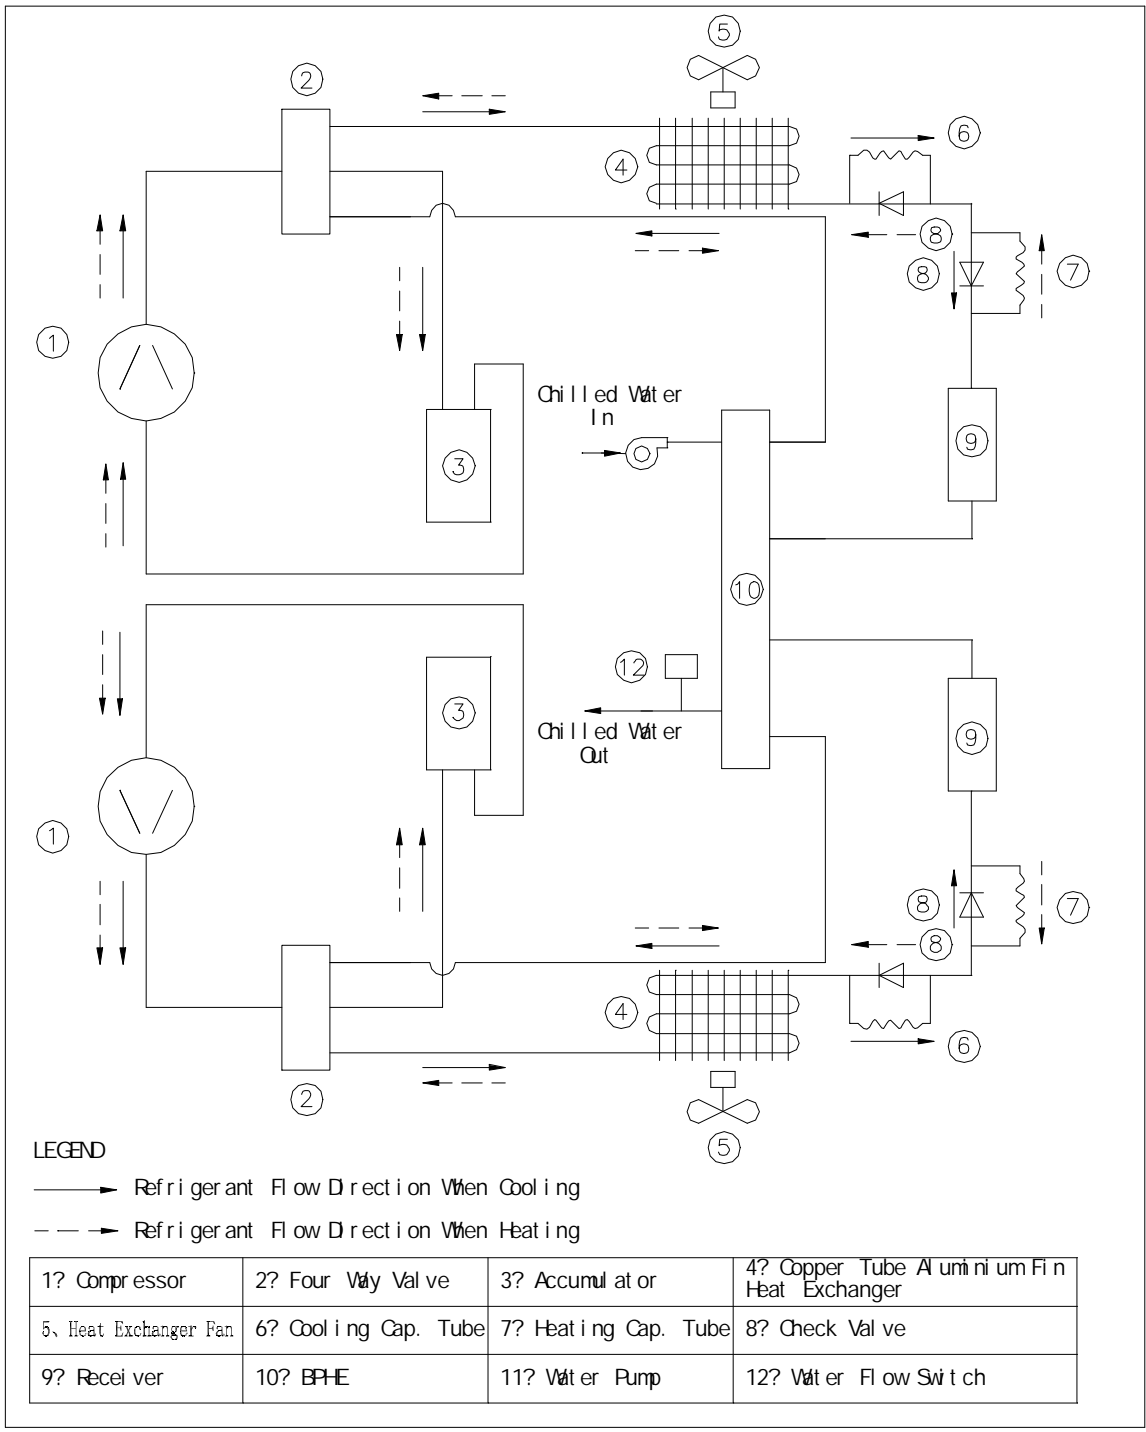 5
2
6
4
8
8
7
1
Chilled Water
In
3
9
10
12
3
Chilled Water
Out
9
1
8
7
8
4
6
2
5
LEGEND
Refrigerant Flow Direction When Cooling
Refrigerant Flow Direction When Heating
1? Compressor 2? Four Way Valve 3? Accumulator 4? Copper Tube Aluminium Fin
Heat Exchanger
5、Heat Exchanger Fan 6? Cooling Cap. Tube 7? Heating Cap. Tube 8? Check Valve
9? Receiver 10? BPHE 11? Water Pump 12? Water Flow Switch